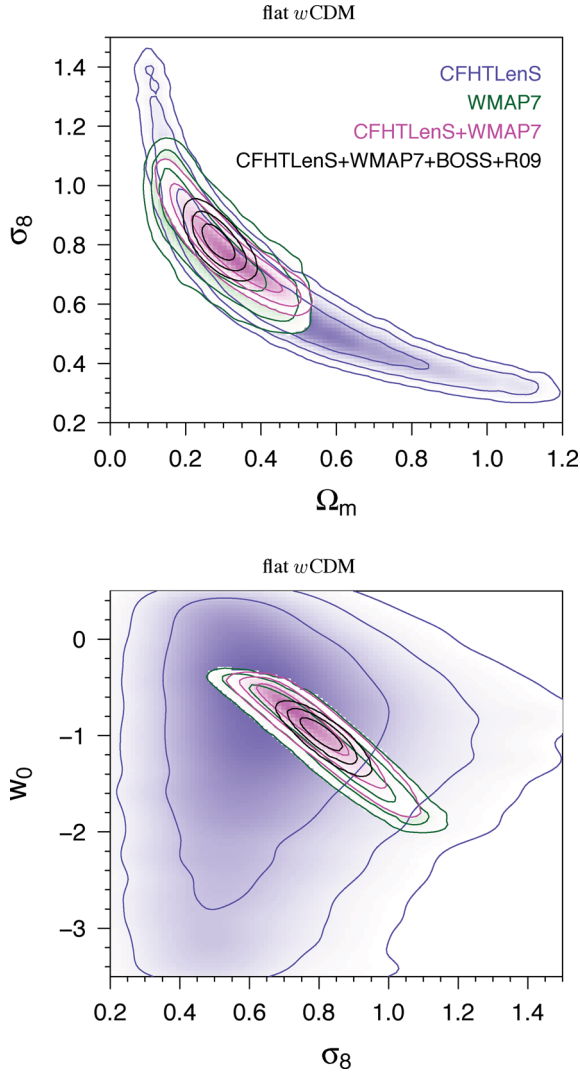 flat wCDM
1.4
1.2
1.0
0.8
0.6
0.4
0.2
σ8
CFHTLenS
WMAP7
CFHTLenS+WMAP7
CFHTLenS+WMAP7+BOSS+R09
0.0 0.2 0.4 0.6 0.8 1.0 1.2
Ωm
flat wCDM
0
−1
−2
−3
w0
0.2 0.4 0.6 0.8 1.0 1.2 1.4
σ8